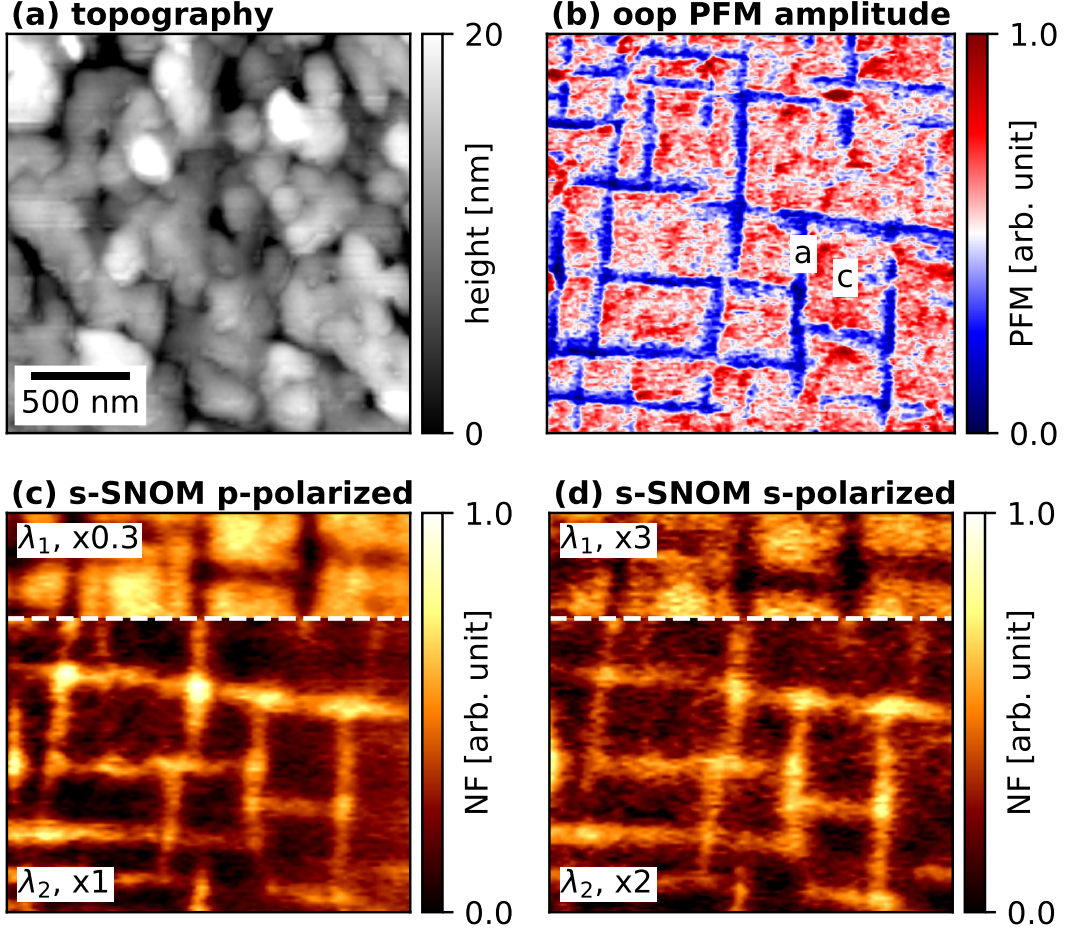 (a) topography
20
height [nm]
0
500 nm
(b) oop PFM amplitude
1.0
PFM [arb. unit]
0.0
a
c
(c) s-SNOM p-polarized
λ₁, x0.3
1.0
NF [arb. unit]
λ₂, x1
0.0
(d) s-SNOM s-polarized
λ₁, x3
1.0
NF [arb. unit]
λ₂, x2
0.0